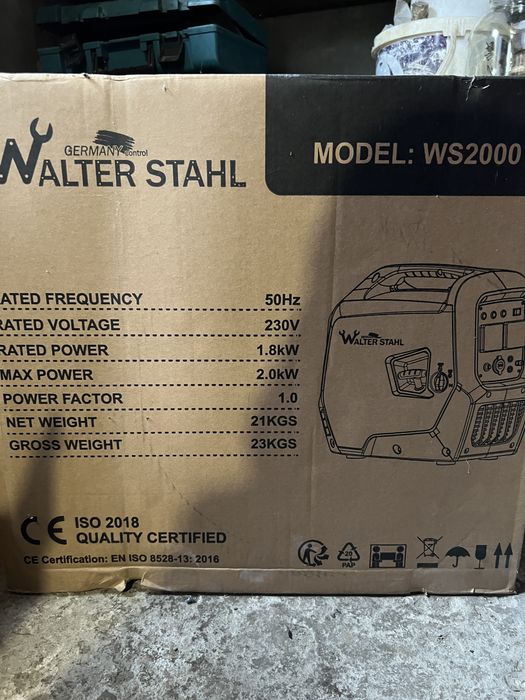 GERMANY control
WALTER STAHL
MODEL: WS2000
ATED FREQUENCY 50Hz
RATED VOLTAGE 230V
RATED POWER 1.8kW
MAX POWER 2.0kW
POWER FACTOR 1.0
NET WEIGHT 21KGS
GROSS WEIGHT 23KGS
WALTER STAHL
CE ISO 2018
QUALITY CERTIFIED
CE Certification: EN ISO 8528-13: 2016
20
PAP